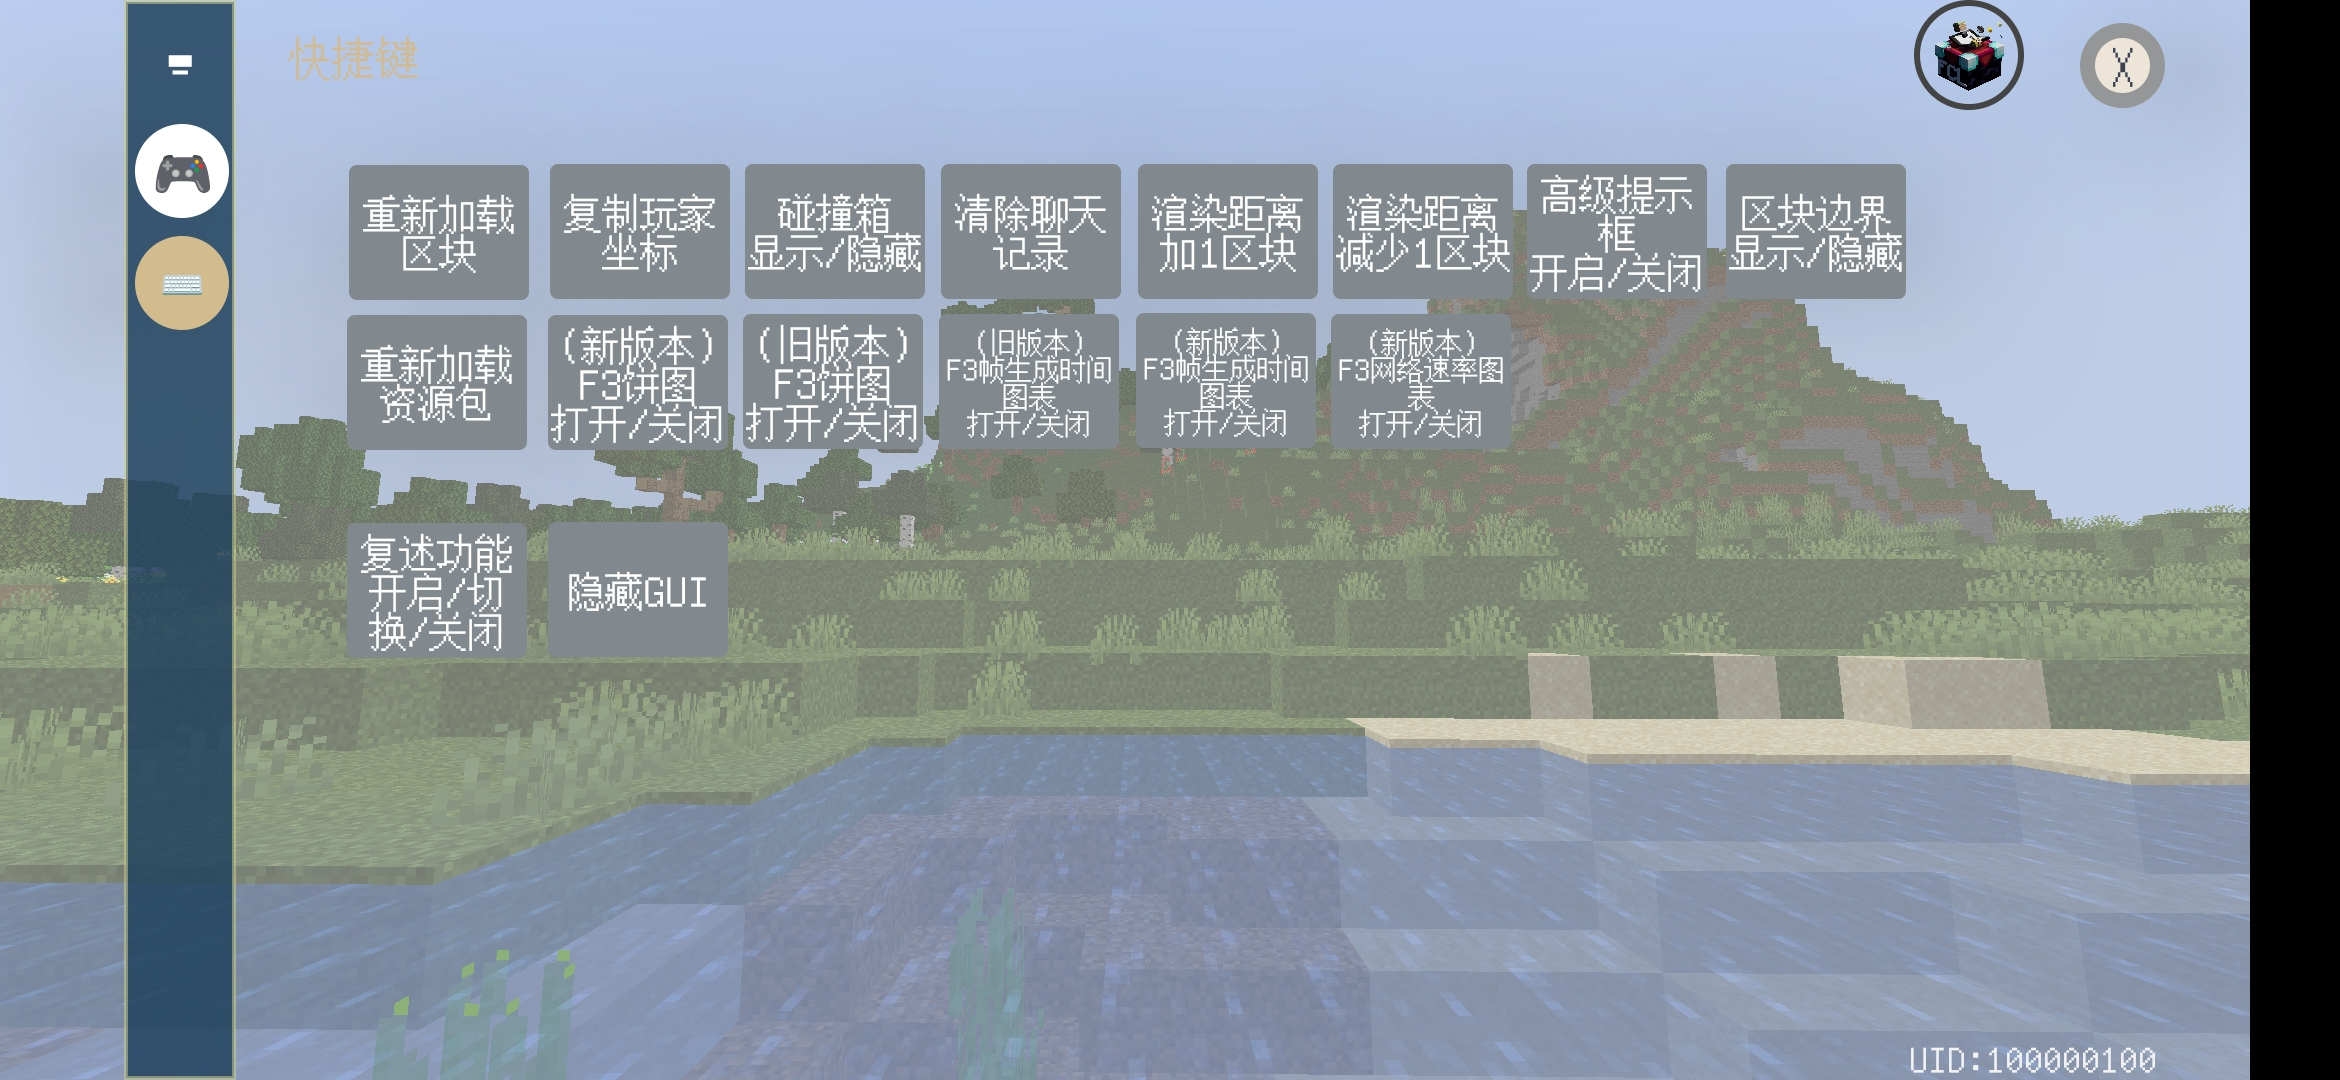 快捷键
重新加载
区块
复制玩家
坐标
碰撞箱
显示/隐藏
清除聊天
记录
渲染距离
加1区块
渲染距离
减少1区块
高级提示
框
开启/关闭
区块边界
显示/隐藏
重新加载
资源包
(新版本)
F3饼图
打开/关闭
(旧版本)
F3饼图
打开/关闭
(旧版本)
F3帧生成时间
图表
打开/关闭
(新版本)
F3帧生成时间
图表
打开/关闭
(新版本)
F3网络速率图
表
打开/关闭
复述功能
开启/切
换/关闭
隐藏GUI
FCL
X
UID:100000100